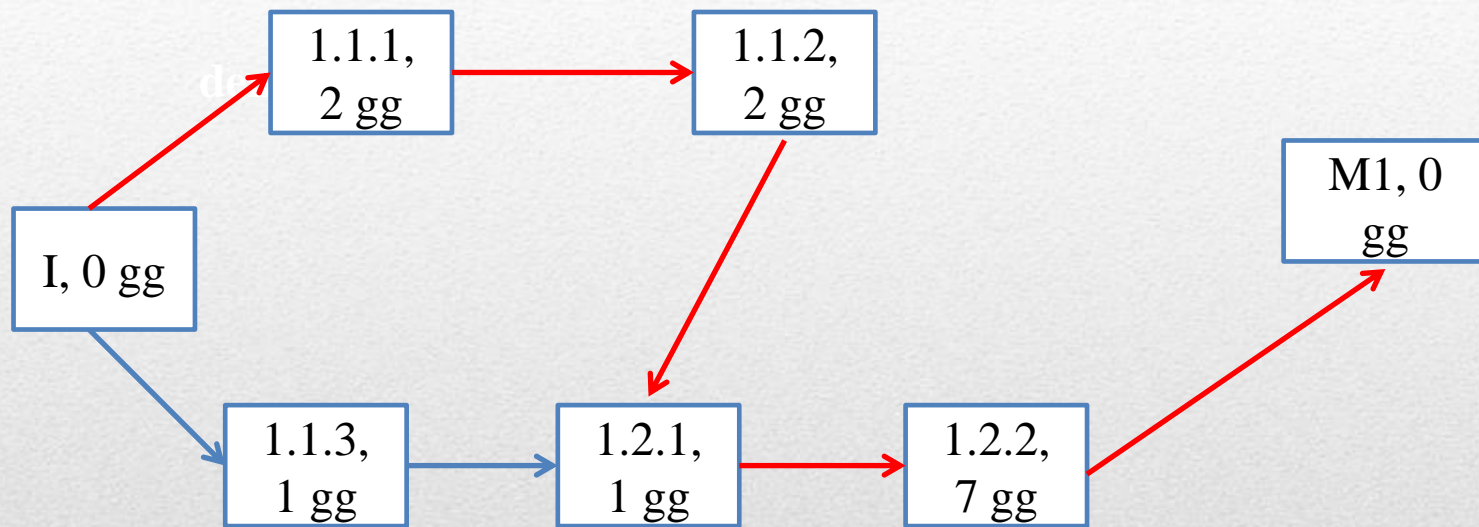 1.1.1,
2 gg
1.1.2,
2 gg
de
M1, 0
gg
I, 0 gg
1.1.3,
1 gg
1.2.1,
1 gg
1.2.2,
7 gg